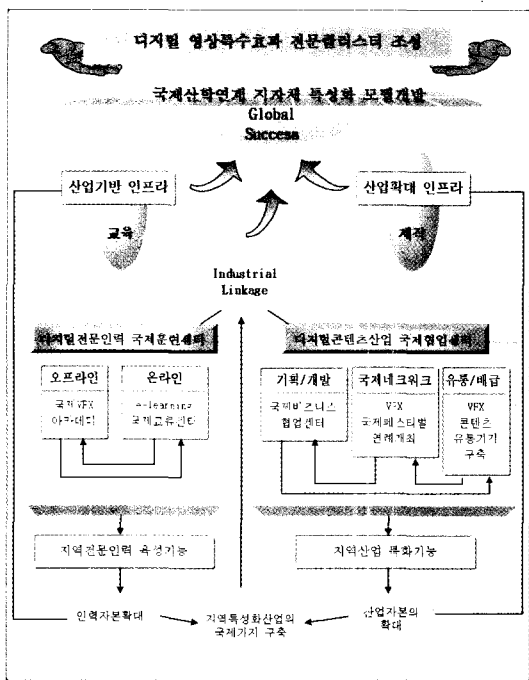 디지털 영상특수효과 전문클러스터 조성
국제산학연계 지자체 특성화 모델개발
Global
Success
산업기반 인프라
산업확대 인프라
교육
제작
Industrial
Linkage
디지털전문인력 국제훈련센터
디지털콘텐츠산업 국제협업센터
오프라인
국제VFX
아카데미
온라인
e-learning
국제교류센터
기획/개발
국제비즈니스
협업센터
국제네크워크
VFX
국제페스티벌
연례개최
유통/배급
VFX
콘텐츠
유통기지
구축
지역전문인력 육성기능
지역산업 특화기능
인력자본확대
지역특성화산업의
국제기지 구축
산업자본의
확대